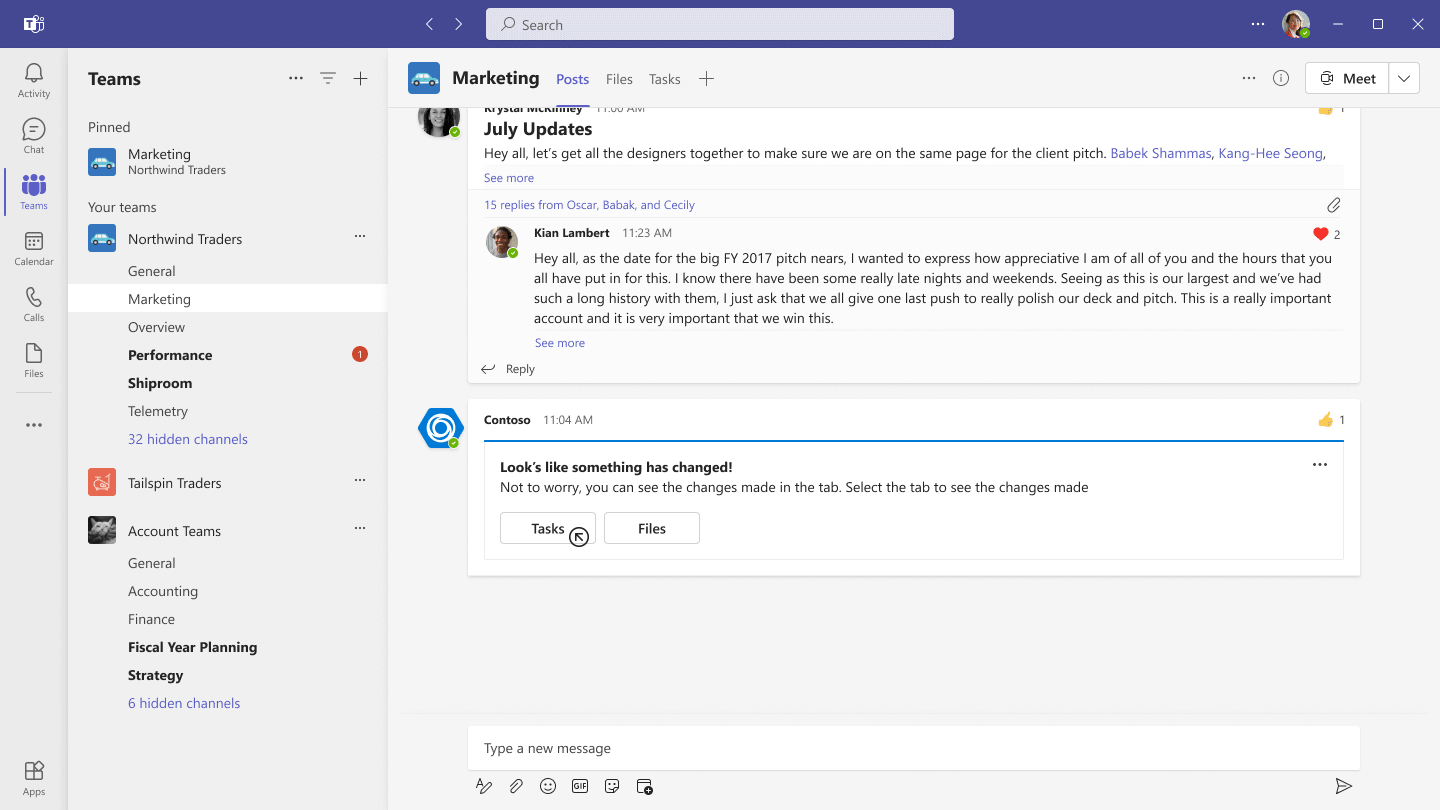 Search
Activity
Chat
Teams
Calendar
Calls
Files
Apps
Teams
Pinned
Marketing
Northwind Traders
Your teams
Northwind Traders
General
Marketing
Overview
Performance 1
Shiproom
Telemetry
32 hidden channels
Tailspin Traders
Account Teams
General
Accounting
Finance
Fiscal Year Planning
Strategy
6 hidden channels
Marketing Posts Files Tasks
Meet
Krystal McKinney 11:00 AM 1
July Updates
Hey all, let’s get all the designers together to make sure we are on the same page for the client pitch. Babek Shammas, Kang-Hee Seong,
See more
15 replies from Oscar, Babak, and Cecily
Kian Lambert 11:23 AM 2
Hey all, as the date for the big FY 2017 pitch nears, I wanted to express how appreciative I am of all of you and the hours that you
all have put in for this. I know there have been some really late nights and weekends. Seeing as this is our largest and we’ve had
such a long history with them, I just ask that we all give one last push to really polish our deck and pitch. This is a really important
account and it is very important that we win this.
See more
Reply
Contoso 11:04 AM 1
Look’s like something has changed!
Not to worry, you can see the changes made in the tab. Select the tab to see the changes made
Tasks Files
Type a new message
GIF